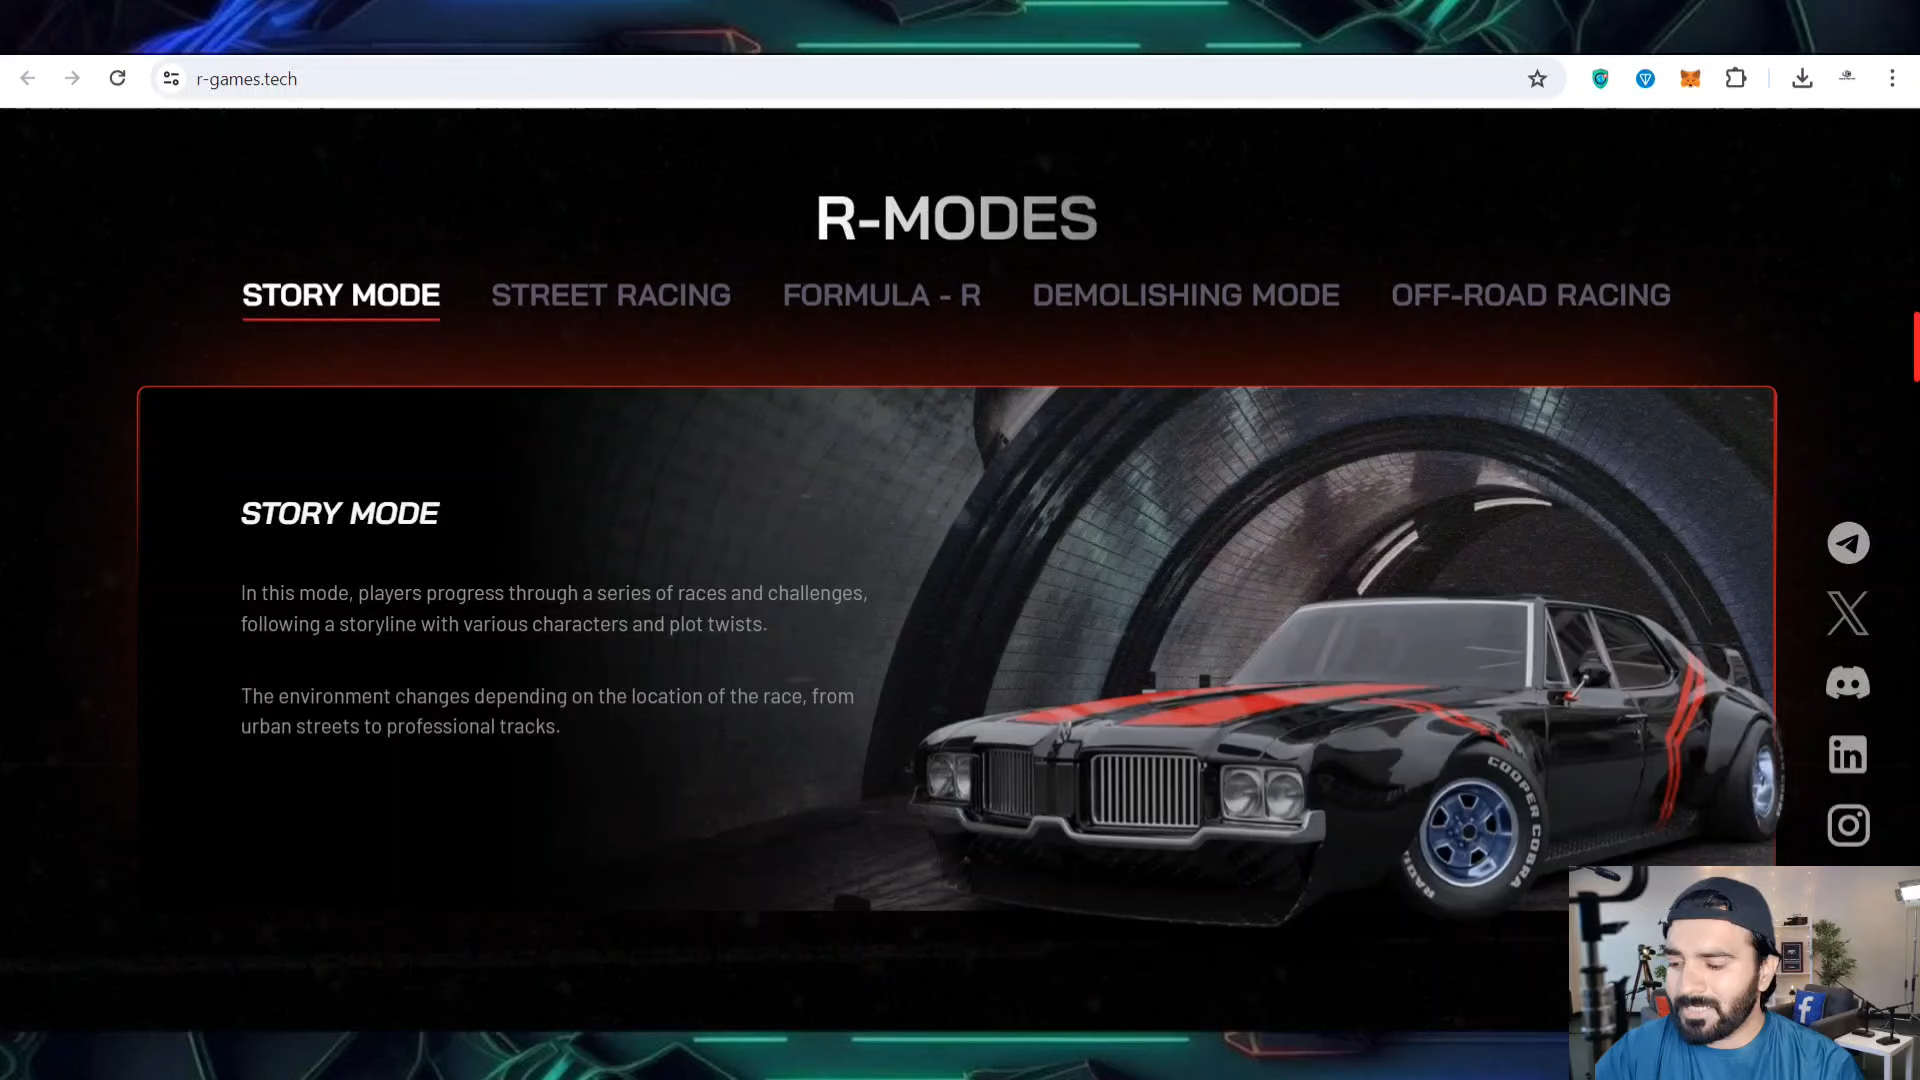 r-games.tech
R-MODES
STORY MODE STREET RACING FORMULA - R DEMOLISHING MODE OFF-ROAD RACING
STORY MODE
In this mode, players progress through a series of races and challenges,
following a storyline with various characters and plot twists.
The environment changes depending on the location of the race, from
urban streets to professional tracks.
COOPER COBRA
in
f